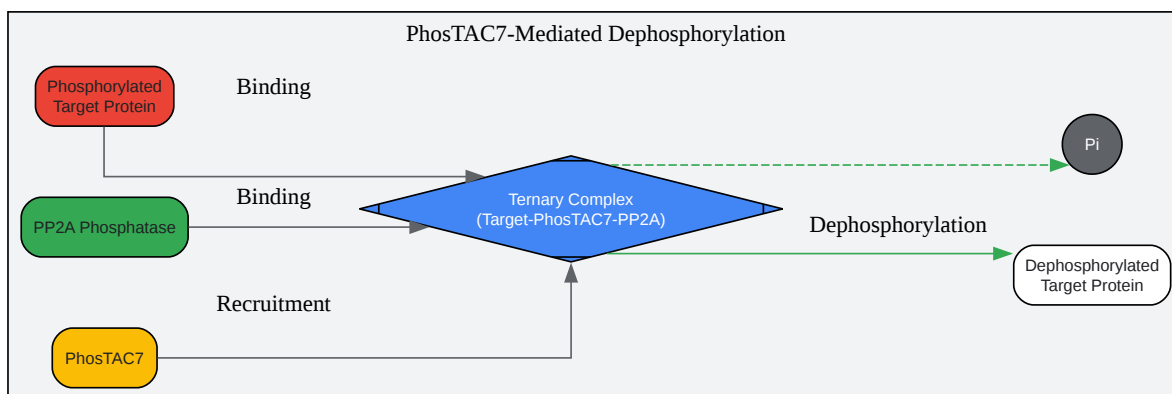 PhosTAC7-Mediated Dephosphorylation
Phosphorylated
Target Protein
Binding
Pi
Binding
PP2A Phosphatase
Ternary Complex
(Target-PhosTAC7-PP2A)
Dephosphorylation
Dephosphorylated
Target Protein
Recruitment
PhosTAC7